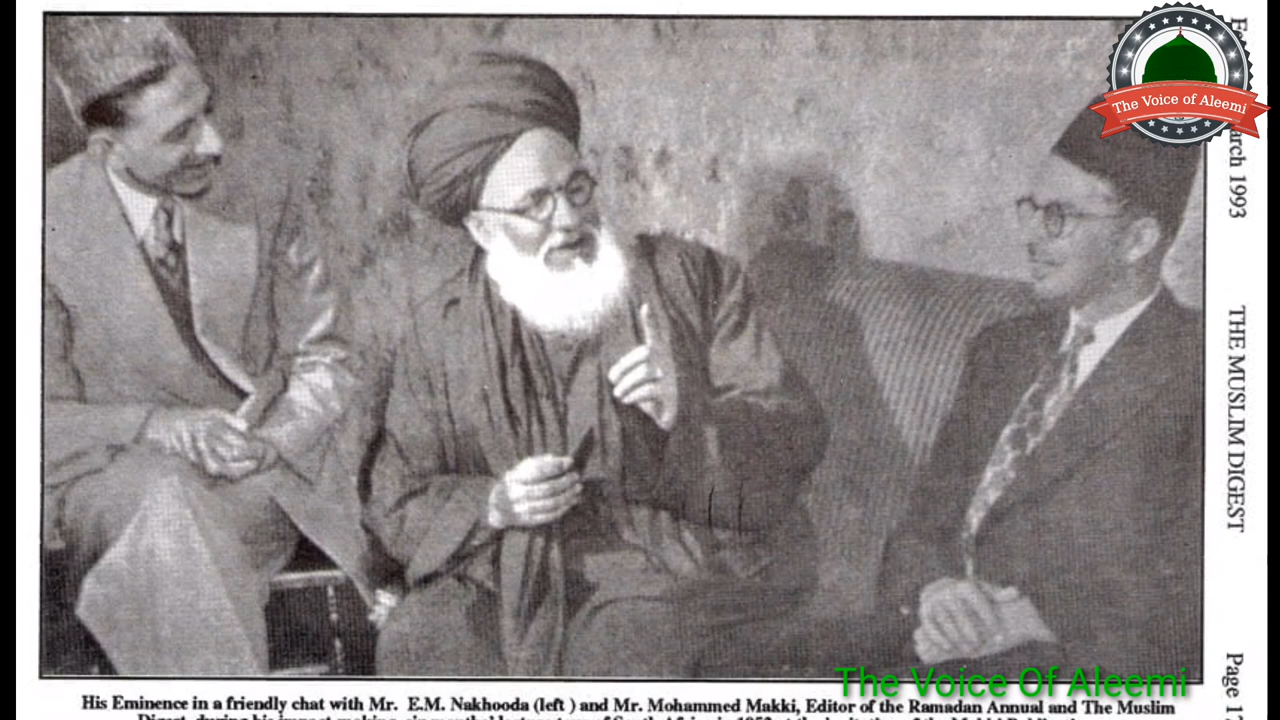 The Voice of Aleemi
March 1993
THE MUSLIM DIGEST
Page 1
The Voice Of Aleemi
His Eminence in a friendly chat with Mr. E.M. Nakhooda (left ) and Mr. Mohammed Makki, Editor of the Ramadan Annual and The Muslim